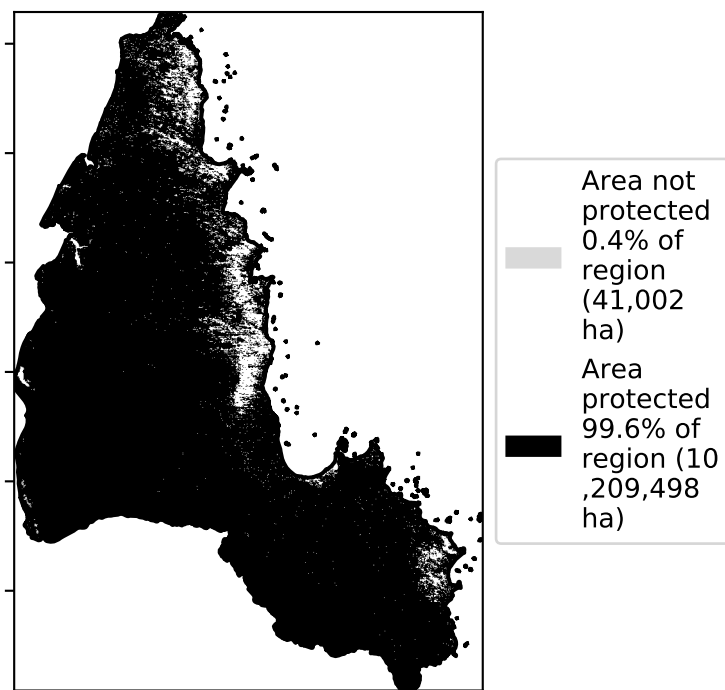 Area not
protected
0.4% of
region
(41,002
ha)
Area
protected
99.6% of
region (10
,209,498
ha)